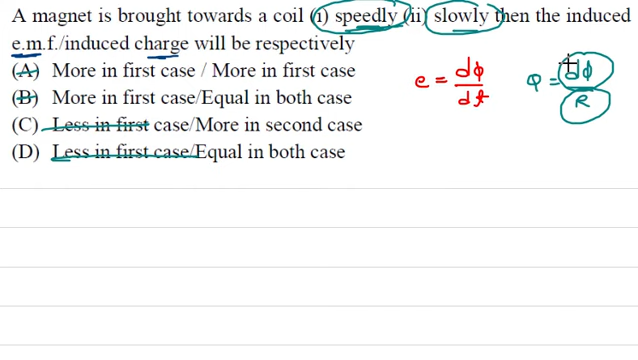 A magnet is brought towards a coil (i) speedly (ii) slowly then the induced
e.m.f./induced charge will be respectively
(A) More in first case / More in first case
(B) More in first case/Equal in both case
(C) Less in first case/More in second case
(D) Less in first case/Equal in both case
e = dϕ/dt
φ = dϕ/R